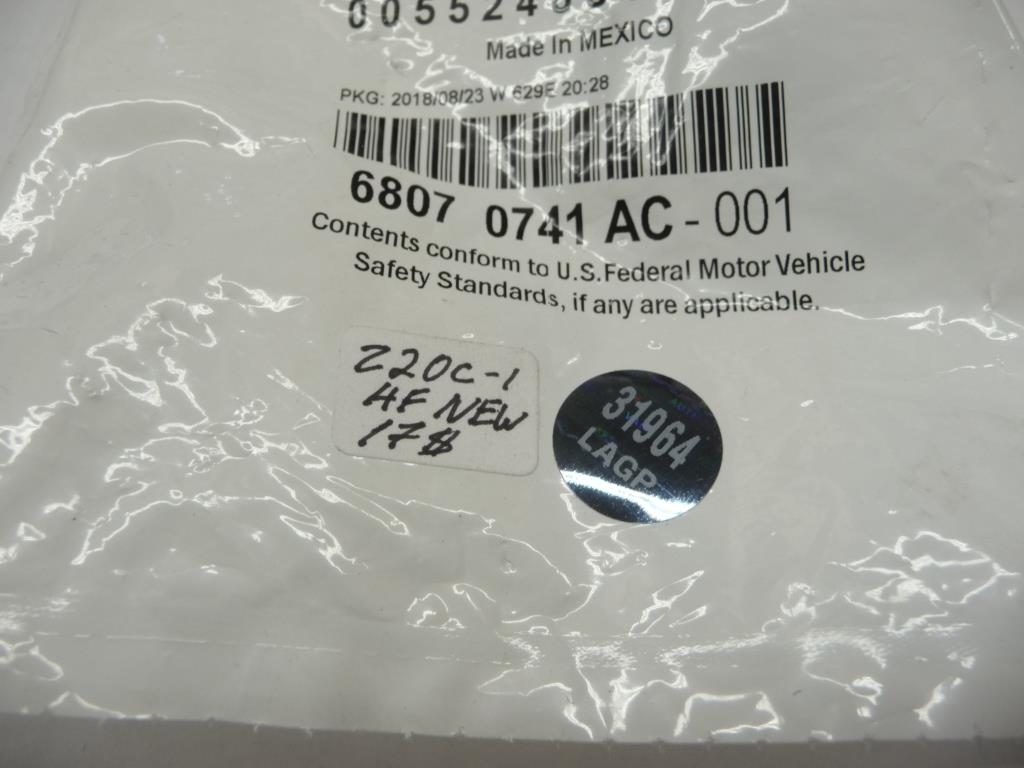 Made In MEXICO
PKG: 2018/08/23 W 629E 20:28
6807 0741 AC - 001
Contents conform to U.S.Federal Motor Vehicle
Safety Standards, if any are applicable.
Z20C-1
HF NEW
17$
31964
LAGP